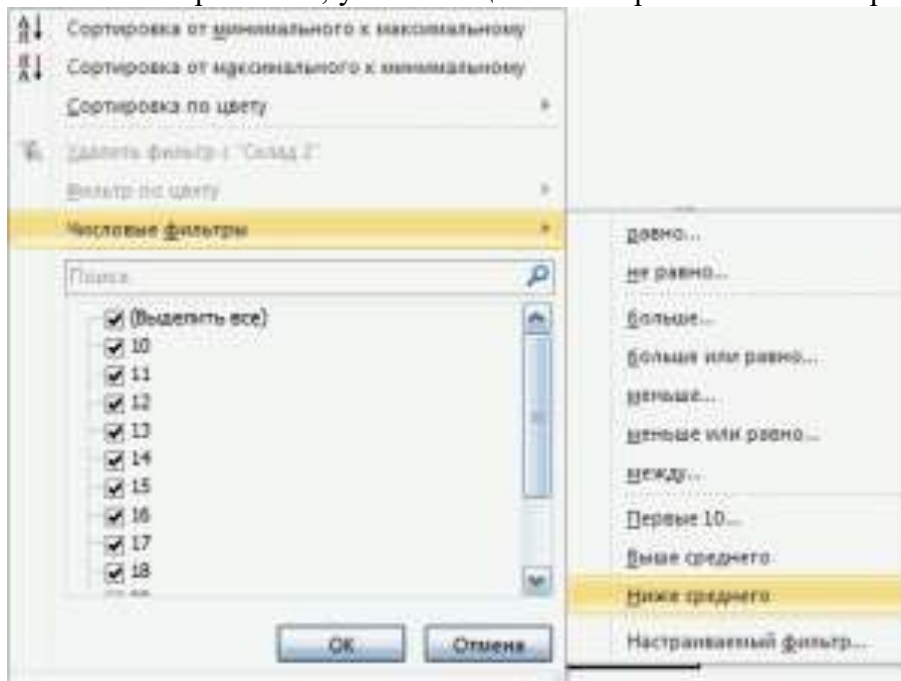 Сортировка от минимального к максимальному
Сортировка от максимального к минимальному
Сортировка по цвету
Удалить фильтр с "Склад 2"
Фильтр по цвету
Числовые фильтры
Поиск
(Выделить все)
10
11
12
13
14
15
16
17
18
ОК
Отмена
равно...
не равно...
больше...
больше или равно...
меньше...
меньше или равно...
между...
Первые 10...
Выше среднего
Ниже среднего
Настраиваемый фильтр...